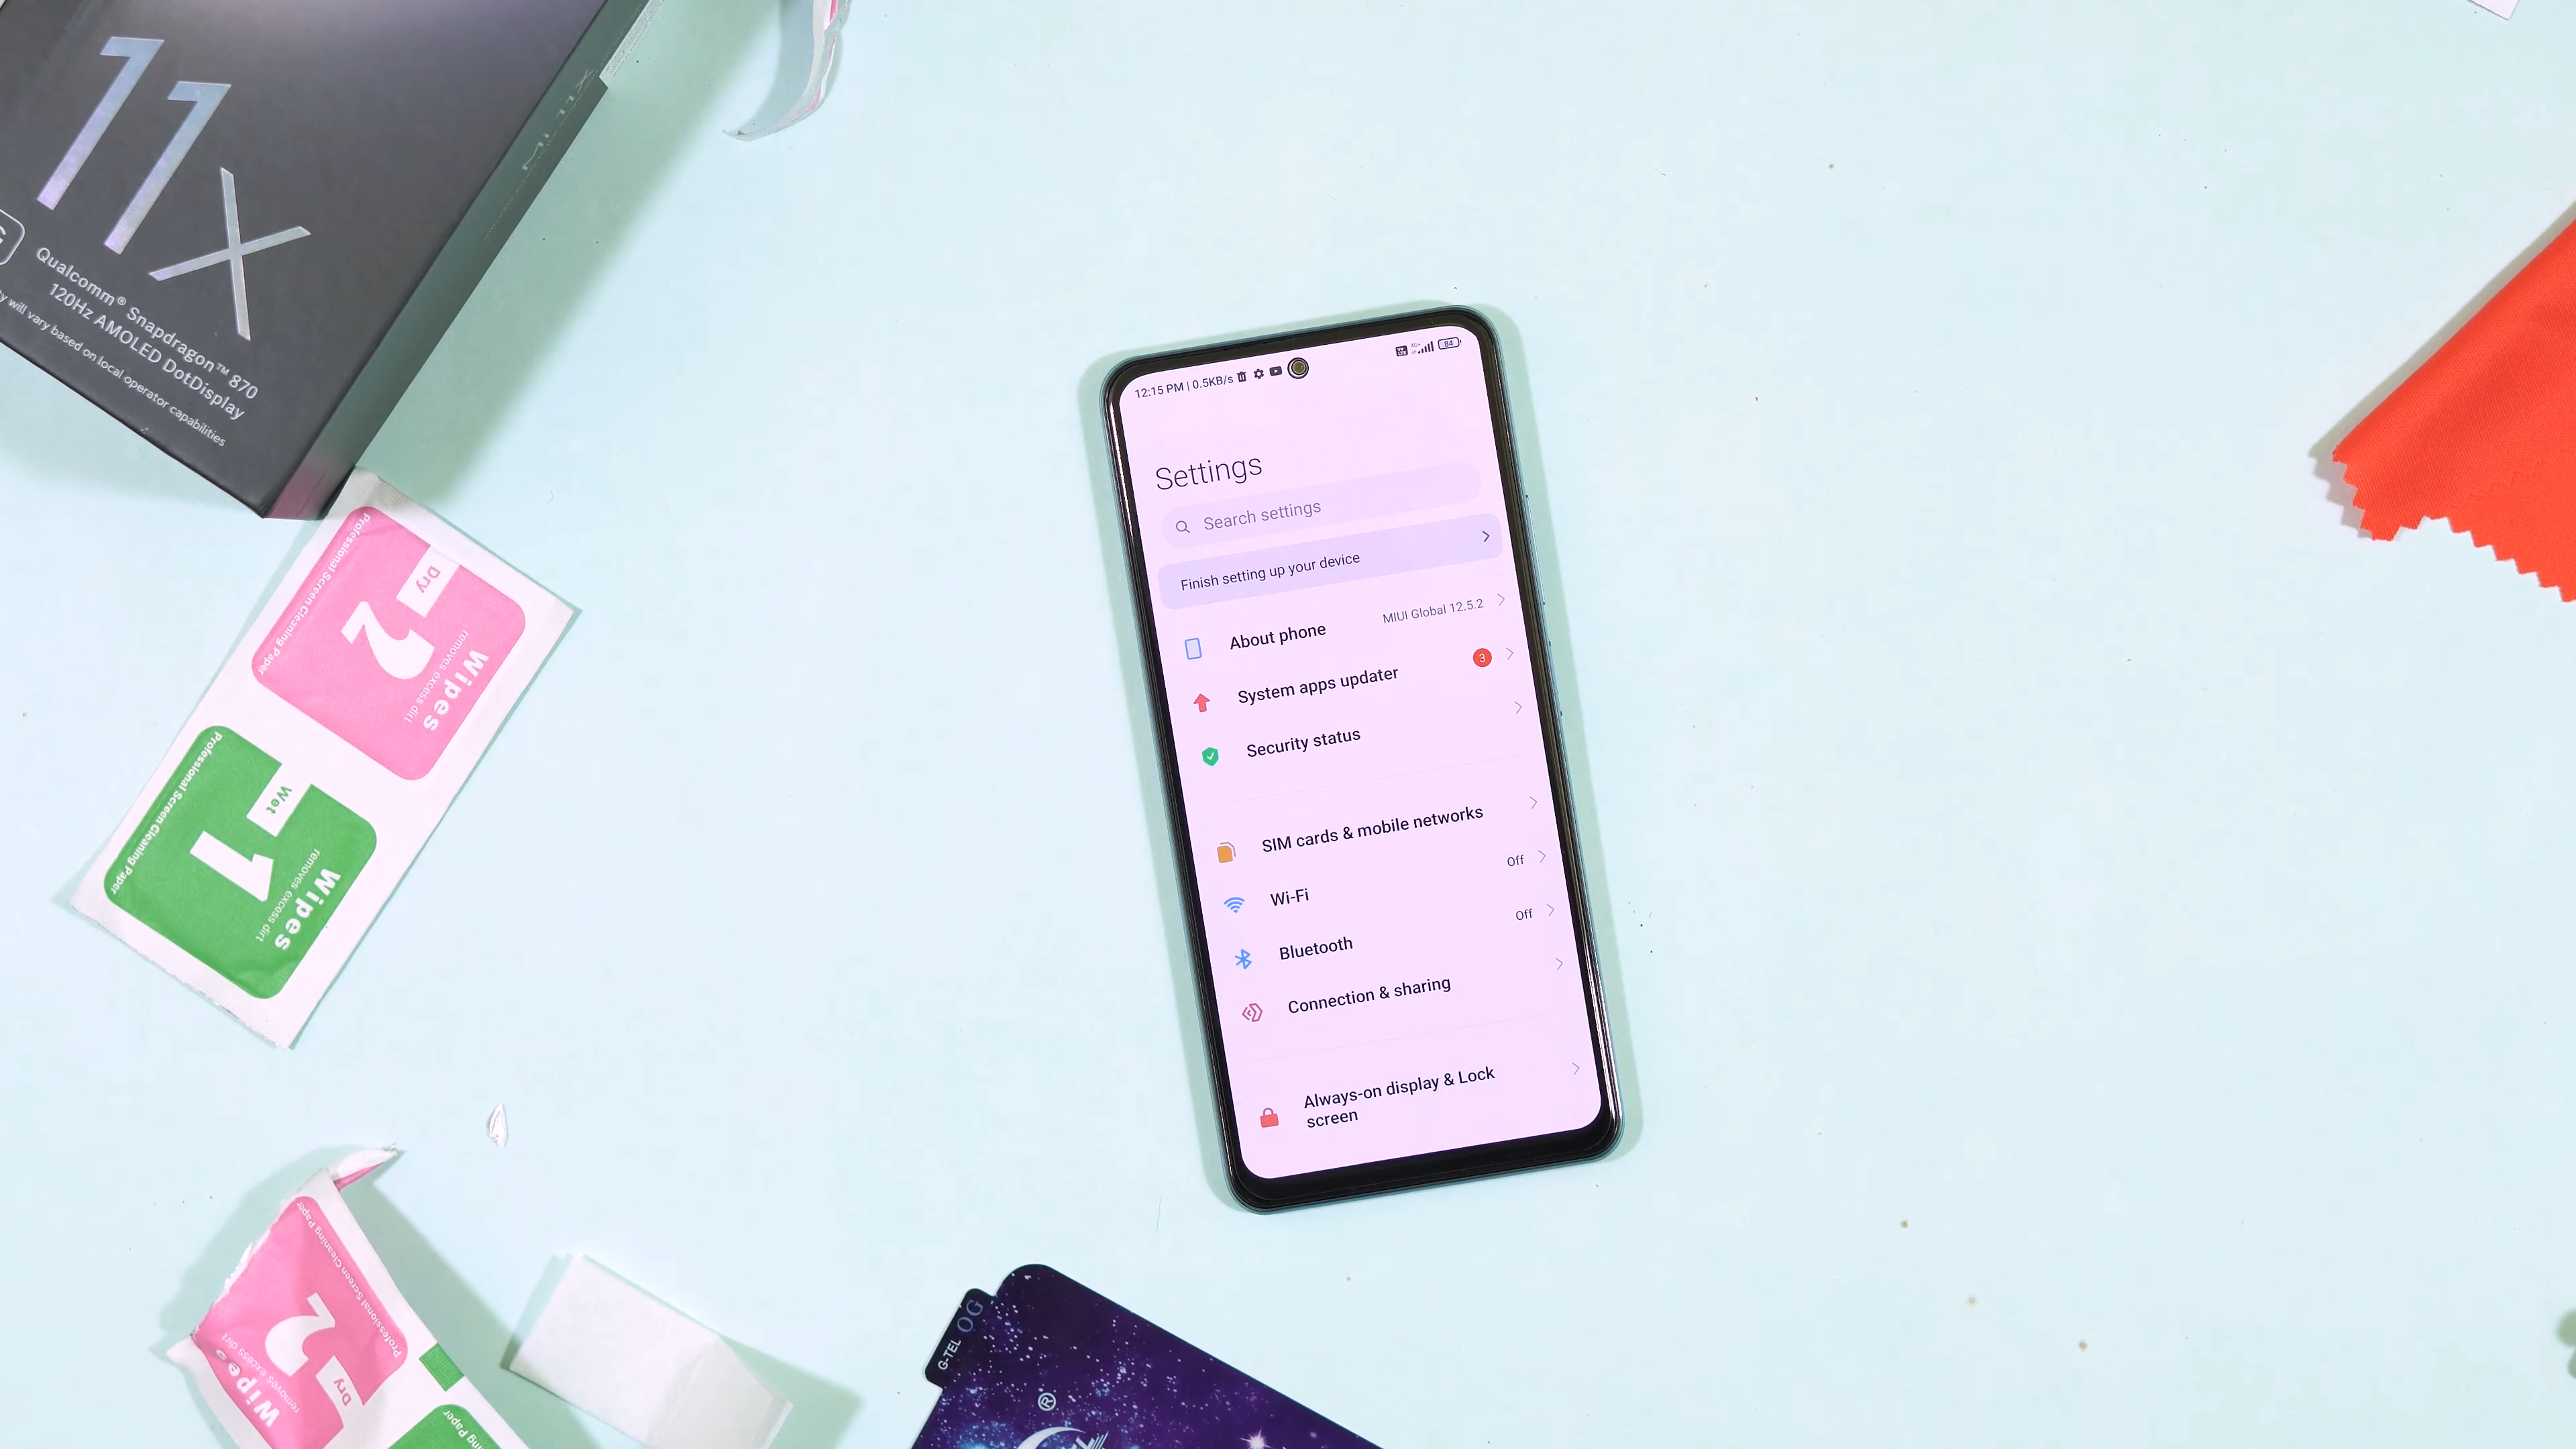 11X
Qualcomm® Snapdragon™ 870
120Hz AMOLED DotDisplay
will vary based on local operator capabilities
MI 11X
12:15 PM | 0.5KB/s
84
Settings
Search settings
Finish setting up your device
About phone
MIUI Global 12.5.2
System apps updater
3
Security status
SIM cards & mobile networks
Wi-Fi
Off
Bluetooth
Off
Connection & sharing
Always-on display & Lock
screen
Professional Screen Cleaning Paper
Dry
2
removes excess dirt
Wipes
Professional Screen Cleaning Paper
Wet
1
removes excess dirt
Wipes
Professional Screen Cleaning Paper
2
Dry
removes excess dirt
Wipes
G-TEL
OG
®